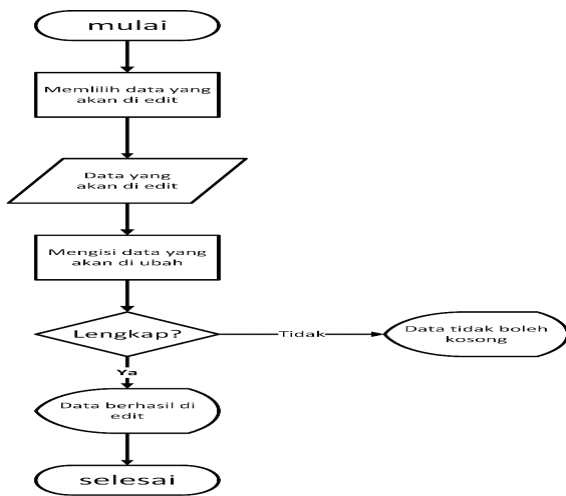 mulai
Memlilih data yang
akan di edit
Data yang
akan di edit
Mengisi data yang
akan di ubah
Lengkap?
Tidak
Data tidak boleh
kosong
Ya
Data berhasil di
edit
selesai